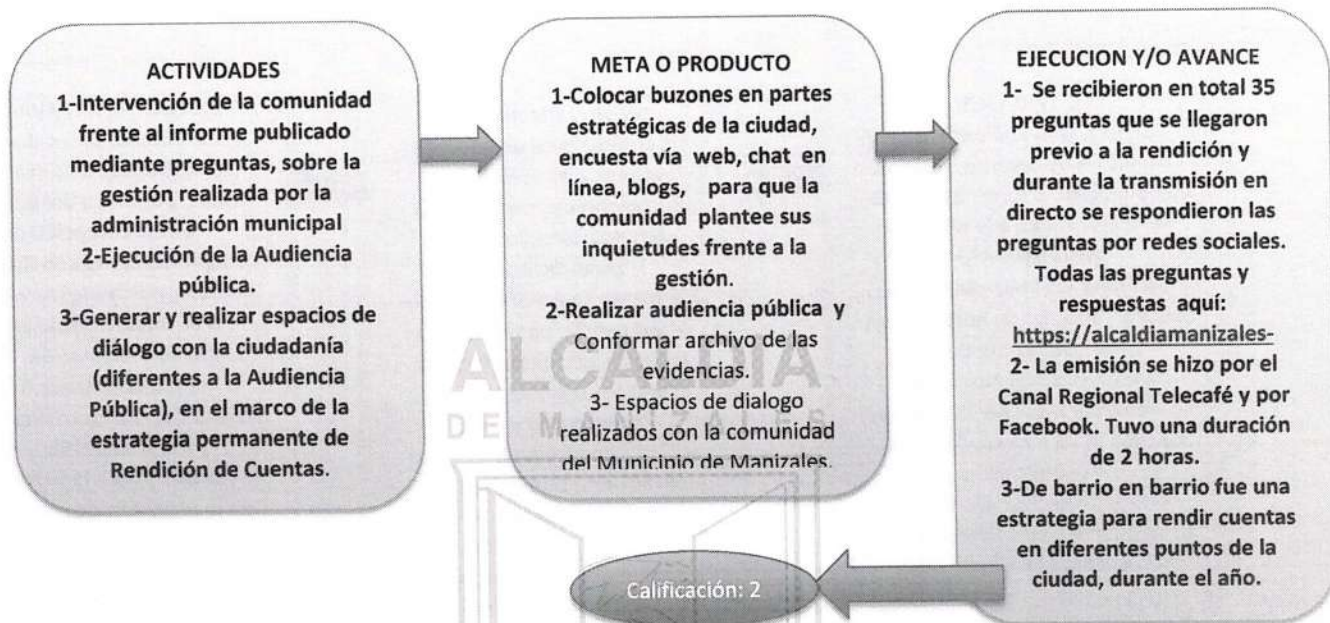 ACTIVIDADES
1-Intervención de la comunidad
frente al informe publicado
mediante preguntas, sobre la
gestión realizada por la
administración municipal
2-Ejecución de la Audiencia
pública.
3-Generar y realizar espacios de
diálogo con la ciudadanía
(diferentes a la Audiencia
Pública), en el marco de la
estrategia permanente de
Rendición de Cuentas.
META O PRODUCTO
1-Colocar buzones en partes
estratégicas de la ciudad,
encuesta vía web, chat en
línea, blogs, para que la
comunidad plantee sus
inquietudes frente a la
gestión.
2-Realizar audiencia pública y
Conformar archivo de las
evidencias.
3- Espacios de dialogo
realizados con la comunidad
del Municipio de Manizales.
EJECUCION Y/O AVANCE
1- Se recibieron en total 35
preguntas que se llegaron
previo a la rendición y
durante la transmisión en
directo se respondieron las
preguntas por redes sociales.
Todas las preguntas y
respuestas aquí:
https://alcaldiamanizales-
2- La emisión se hizo por el
Canal Regional Telecafé y por
Facebook. Tuvo una duración
de 2 horas.
3-De barrio en barrio fue una
estrategia para rendir cuentas
en diferentes puntos de la
ciudad, durante el año.
Calificación: 2
ALCALDÍA
DE MANIZALES